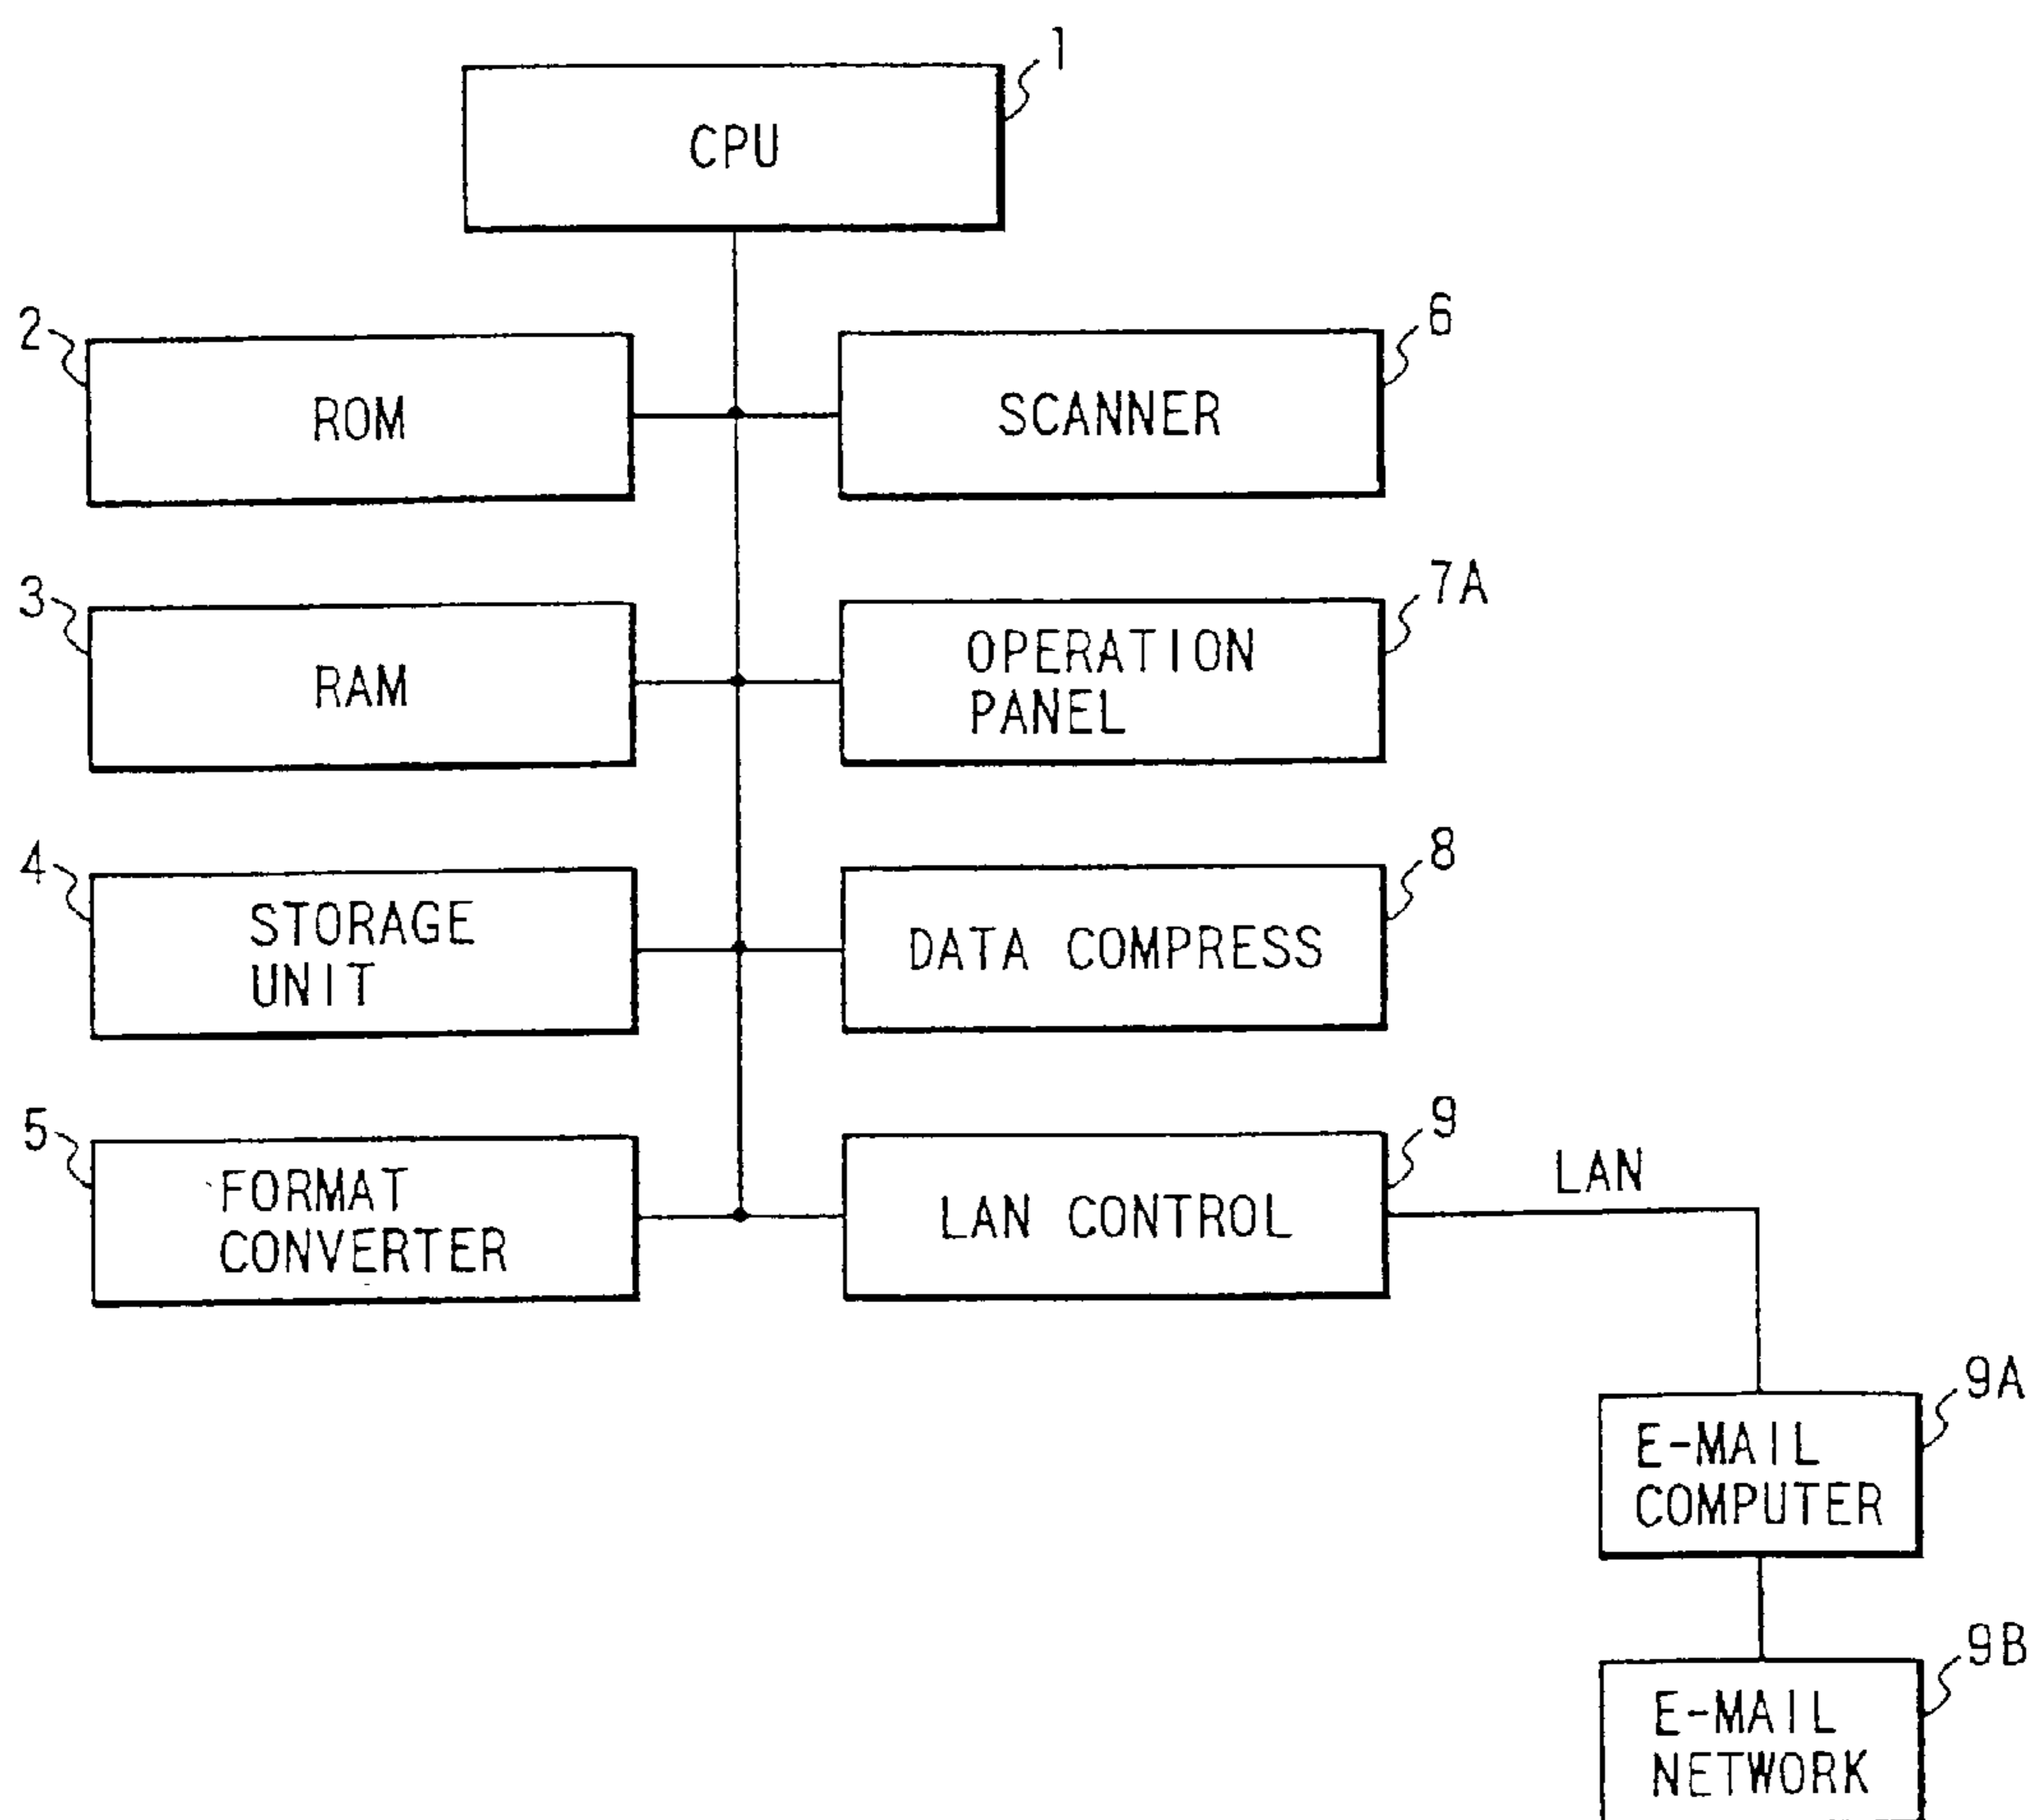 1
CPU
2
ROM
6
SCANNER
3
RAM
7A
OPERATION
PANEL
4
STORAGE
UNIT
8
DATA COMPRESS
5
FORMAT
CONVERTER
9
LAN CONTROL
LAN
9A
E-MAIL
COMPUTER
9B
E-MAIL
NETWORK